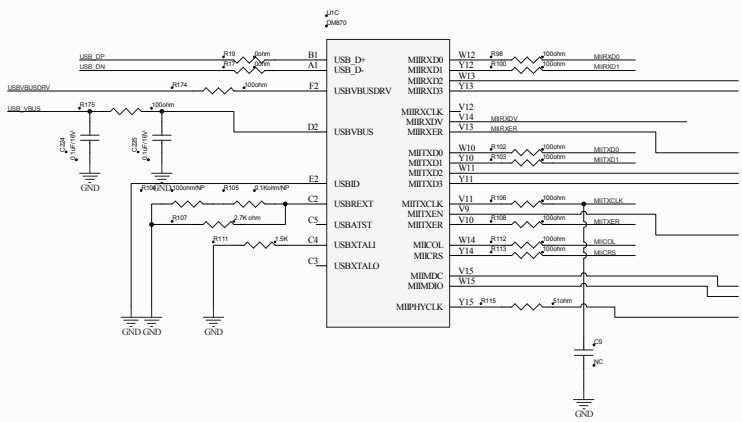 U1C
DM870
USB_DP R19 0ohm B1 USB_D+
USB_DN R17 0ohm A1 USB_D-
USBVBUSDRV R174 100ohm F2 USBVBUSDRV
USB_VBUS R175 100ohm D2 USBVBUS
C224 0.1uF/16V
C225 0.1uF/16V
GND GND
E2 USBID
R104 100ohm/NP R105 9.1Kohm/NP C2 USBREXT
R107 2.7K ohm C5 USBATST
R111 1.5K C4 USBXTALI
C3 USBXTALO
GND GND GND
MIIRXD0 W12 R98 100ohm MIIRXD0
MIIRXD1 Y12 R100 100ohm MIIRXD1
MIIRXD2 W13
MIIRXD3 Y13
MIIRXCLK V12
MIIRXDV V14 MIIRXDV
MIIRXER V13 MIIRXER
MIITXD0 W10 R102 100ohm MIITXD0
MIITXD1 Y10 R103 100ohm MIITXD1
MIITXD2 W11
MIITXD3 Y11
MIITXCLK V11 R106 100ohm MIITXCLK
MIITXEN V9
MIITXER V10 R108 100ohm MIITXER
MIICOL W14 R112 100ohm MIICOL
MIICRS Y14 R113 100ohm MIICRS
MIIMDC V15
MIIMDIO W15
MIIPHYCLK Y15 R115 51ohm
C9
NC
GND